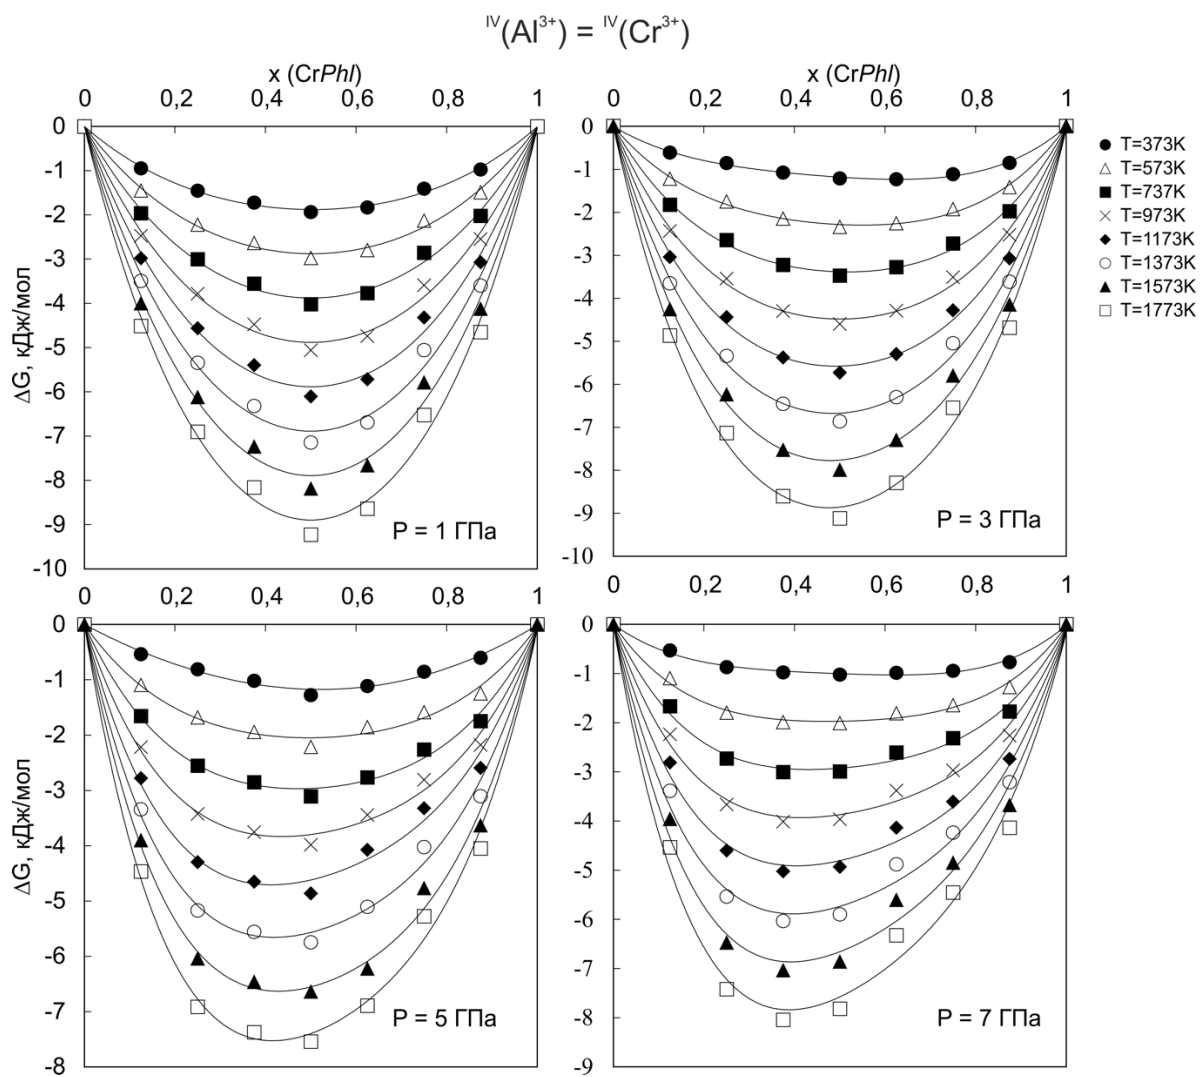 IV(Al3+) = IV(Cr3+)
x (CrPhl)
0 0,2 0,4 0,6 0,8 1
0
-1
-2
-3
-4
-5
-6
-7
-8
-9
-10
ΔG, кДж/мол
P = 1 ГПа
x (CrPhl)
0 0,2 0,4 0,6 0,8 1
0
-1
-2
-3
-4
-5
-6
-7
-8
-9
-10
P = 3 ГПа
T=373K
T=573K
T=737K
T=973K
T=1173K
T=1373K
T=1573K
T=1773K
0 0,2 0,4 0,6 0,8 1
0
-1
-2
-3
-4
-5
-6
-7
-8
ΔG, кДж/мол
P = 5 ГПа
0 0,2 0,4 0,6 0,8 1
0
-1
-2
-3
-4
-5
-6
-7
-8
-9
P = 7 ГПа